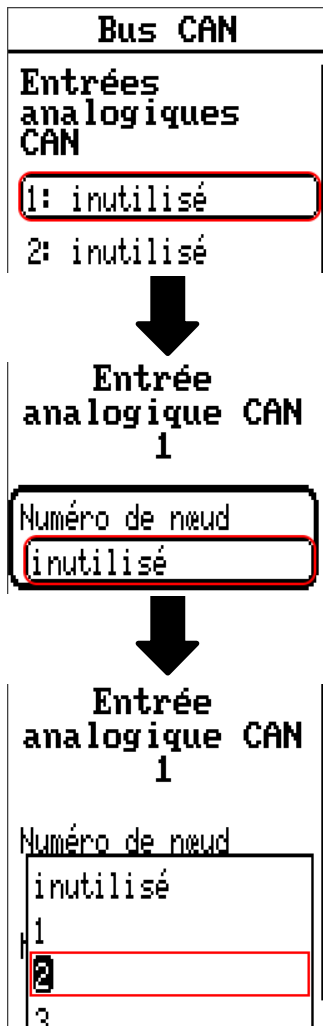 Bus CAN
Entrées
analogiques
CAN
1: inutilisé
2: inutilisé
Entrée
analogique CAN
1
Numéro de nœud
inutilisé
Entrée
analogique CAN
1
Numéro de nœud
inutilisé
1
2
3